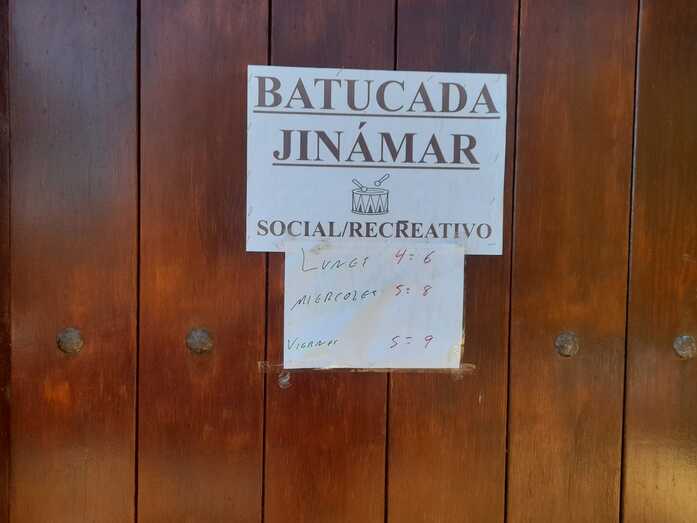 BATUCADA
JINÁMAR
SOCIAL/RECREATIVO
LUNES 4=6
MIERCOLES 5=8
VIERNES 5=9